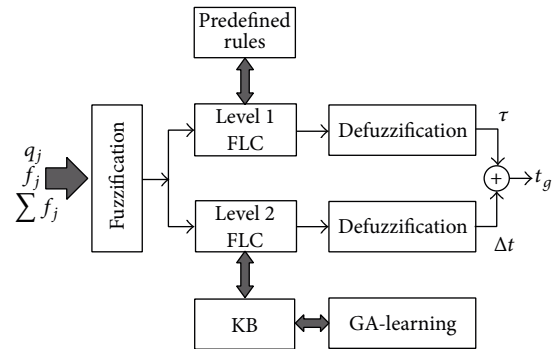 Predefined
rules
q_j
f_j
∑ f_j
Fuzzification
Level 1
FLC
Defuzzification
τ
+
t_g
Level 2
FLC
Defuzzification
Δt
KB
GA-learning